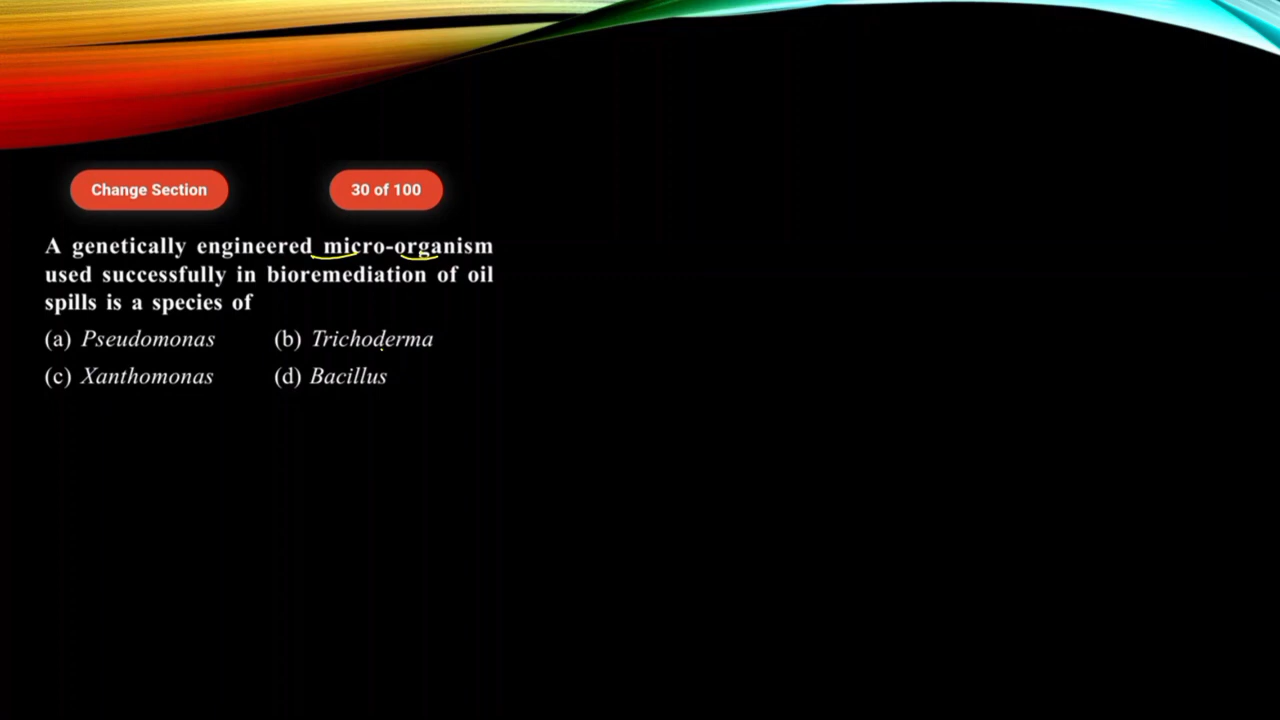 Change Section
30 of 100
A genetically engineered micro-organism
used successfully in bioremediation of oil
spills is a species of
(a) Pseudomonas (b) Trichoderma
(c) Xanthomonas (d) Bacillus